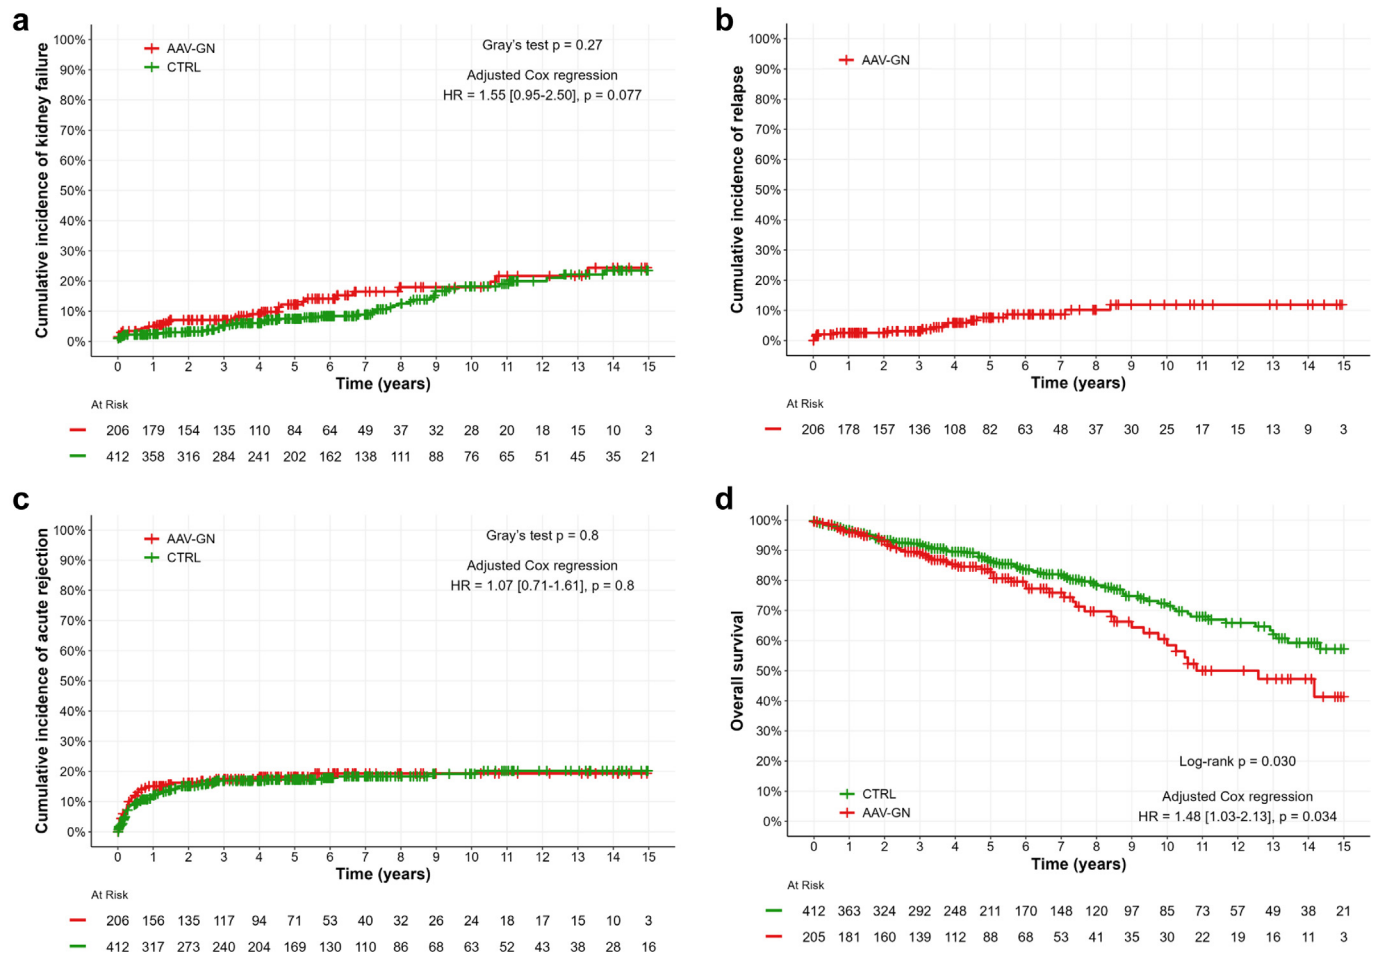 a
Cumulative incidence of kidney failure
100%
90%
80%
70%
60%
50%
40%
30%
20%
10%
0%
AAV-GN
CTRL
Gray's test p = 0.27
Adjusted Cox regression
HR = 1.55 [0.95-2.50], p = 0.077
0 1 2 3 4 5 6 7 8 9 10 11 12 13 14 15
Time (years)
At Risk
206 179 154 135 110 84 64 49 37 32 28 20 18 15 10 3
412 358 316 284 241 202 162 138 111 88 76 65 51 45 35 21
b
Cumulative incidence of relapse
100%
90%
80%
70%
60%
50%
40%
30%
20%
10%
0%
AAV-GN
0 1 2 3 4 5 6 7 8 9 10 11 12 13 14 15
Time (years)
At Risk
206 178 157 136 108 82 63 48 37 30 25 17 15 13 9 3
c
Cumulative incidence of acute rejection
100%
90%
80%
70%
60%
50%
40%
30%
20%
10%
0%
AAV-GN
CTRL
Gray's test p = 0.8
Adjusted Cox regression
HR = 1.07 [0.71-1.61], p = 0.8
0 1 2 3 4 5 6 7 8 9 10 11 12 13 14 15
Time (years)
At Risk
206 156 135 117 94 71 53 40 32 26 24 18 17 15 10 3
412 317 273 240 204 169 130 110 86 68 63 52 43 38 28 16
d
Overall survival
100%
90%
80%
70%
60%
50%
40%
30%
20%
10%
0%
CTRL
AAV-GN
Log-rank p = 0.030
Adjusted Cox regression
HR = 1.48 [1.03-2.13], p = 0.034
0 1 2 3 4 5 6 7 8 9 10 11 12 13 14 15
Time (years)
At Risk
412 363 324 292 248 211 170 148 120 97 85 73 57 49 38 21
205 181 160 139 112 88 68 53 41 35 30 22 19 16 11 3